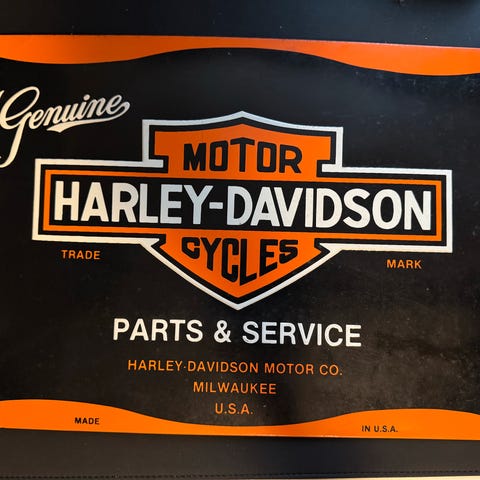 Genuine
MOTOR
HARLEY-DAVIDSON
CYCLES
TRADE MARK
PARTS & SERVICE
HARLEY-DAVIDSON MOTOR CO.
MILWAUKEE
U.S.A.
MADE IN U.S.A.